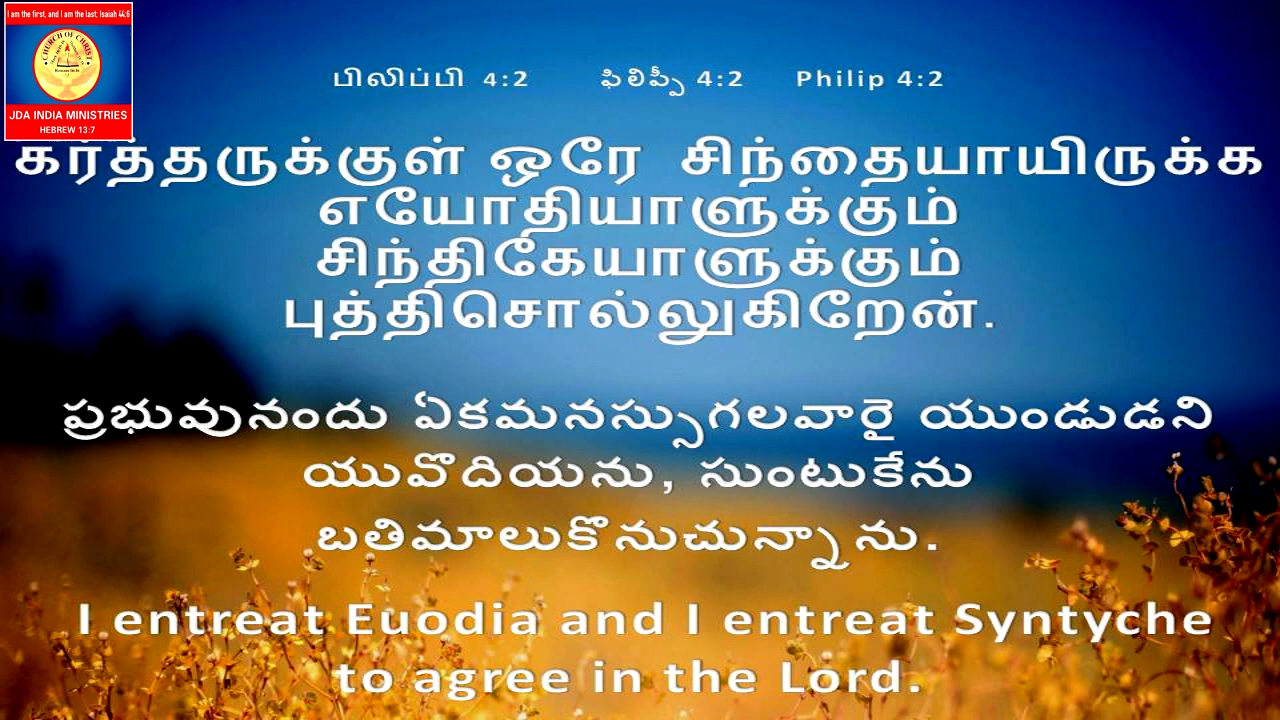 I am the first, and I am the last; Isaiah 44:6
CHURCH OF CHRIST
JDA INDIA MINISTRIES
HEBREW 13:7
பிலிப்பி 4:2 ఫిలిప్పీ 4:2 Philip 4:2
கர்த்தருக்குள் ஒரே சிந்தையாயிருக்க
எயோதியாளுக்கும்
சிந்திகேயாளுக்கும்
புத்திசொல்லுகிறேன்.
ప్రభువునందు ఏకమనస్సుగలవారై యుండుడని
యువొదియను, సుంటుకేను
బతిమాలుకొనుచున్నాను.
I entreat Euodia and I entreat Syntyche
to agree in the Lord.